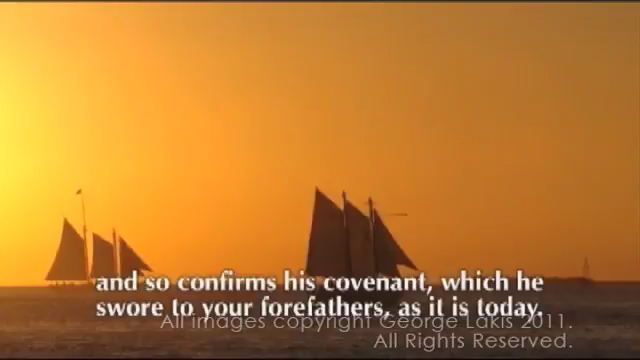 and so confirms his covenant, which he
swore to your forefathers, as it is today.
All images copyright George Lakis 2011.
All Rights Reserved.